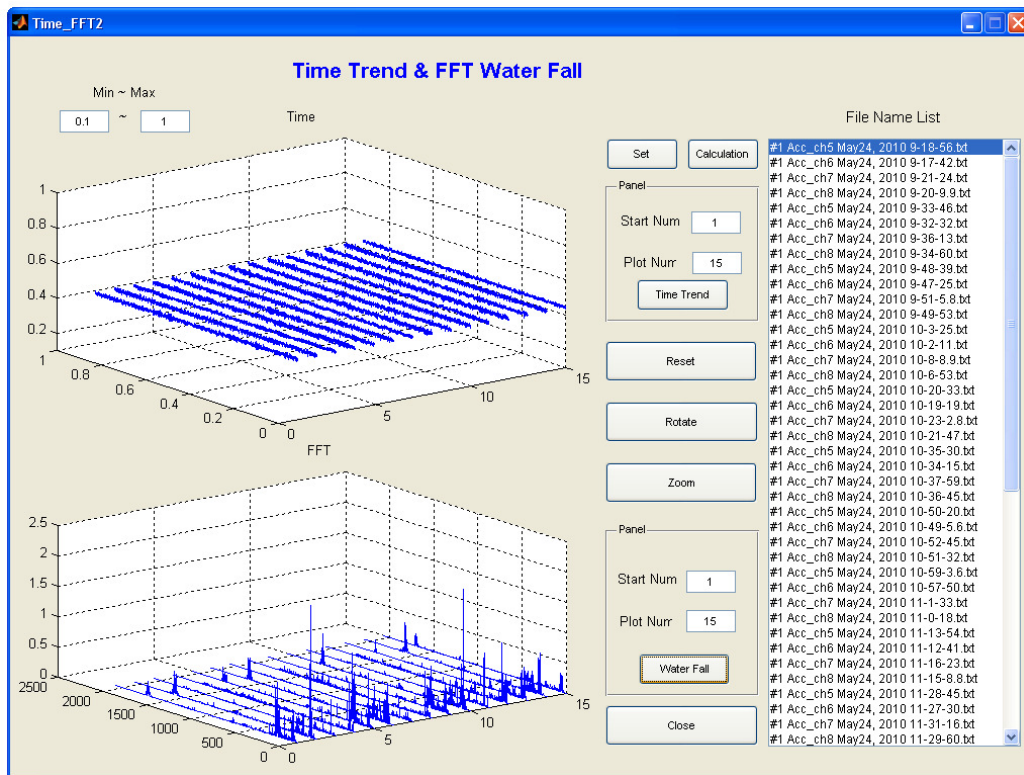 Time_FFT2
Time Trend & FFT Water Fall
Min ~ Max
0.1 ~ 1
Time
1
0.8
0.6
0.4
0.2
1
0.8
0.6
0.4
0.2
0
0
5
10
15
FFT
2.5
2
1.5
1
0.5
0
2500
2000
1500
1000
500
0
0
5
10
15
Set
Calculation
Panel
Start Num 1
Plot Num 15
Time Trend
Reset
Rotate
Zoom
Panel
Start Num 1
Plot Num 15
Water Fall
Close
File Name List
#1 Acc_ch5 May24, 2010 9-18-56.txt
#1 Acc_ch6 May24, 2010 9-17-42.txt
#1 Acc_ch7 May24, 2010 9-21-24.txt
#1 Acc_ch8 May24, 2010 9-20-9.9.txt
#1 Acc_ch5 May24, 2010 9-33-46.txt
#1 Acc_ch6 May24, 2010 9-32-32.txt
#1 Acc_ch7 May24, 2010 9-36-13.txt
#1 Acc_ch8 May24, 2010 9-34-60.txt
#1 Acc_ch5 May24, 2010 9-48-39.txt
#1 Acc_ch6 May24, 2010 9-47-25.txt
#1 Acc_ch7 May24, 2010 9-51-5.8.txt
#1 Acc_ch8 May24, 2010 9-49-53.txt
#1 Acc_ch5 May24, 2010 10-3-25.txt
#1 Acc_ch6 May24, 2010 10-2-11.txt
#1 Acc_ch7 May24, 2010 10-8-8.9.txt
#1 Acc_ch8 May24, 2010 10-6-53.txt
#1 Acc_ch5 May24, 2010 10-20-33.txt
#1 Acc_ch6 May24, 2010 10-19-19.txt
#1 Acc_ch7 May24, 2010 10-23-2.8.txt
#1 Acc_ch8 May24, 2010 10-21-47.txt
#1 Acc_ch5 May24, 2010 10-35-30.txt
#1 Acc_ch6 May24, 2010 10-34-15.txt
#1 Acc_ch7 May24, 2010 10-37-59.txt
#1 Acc_ch8 May24, 2010 10-36-45.txt
#1 Acc_ch5 May24, 2010 10-50-20.txt
#1 Acc_ch6 May24, 2010 10-49-5.6.txt
#1 Acc_ch7 May24, 2010 10-52-45.txt
#1 Acc_ch8 May24, 2010 10-51-32.txt
#1 Acc_ch5 May24, 2010 10-59-3.6.txt
#1 Acc_ch6 May24, 2010 10-57-50.txt
#1 Acc_ch7 May24, 2010 11-1-33.txt
#1 Acc_ch8 May24, 2010 11-0-18.txt
#1 Acc_ch5 May24, 2010 11-13-54.txt
#1 Acc_ch6 May24, 2010 11-12-41.txt
#1 Acc_ch7 May24, 2010 11-16-23.txt
#1 Acc_ch8 May24, 2010 11-15-8.8.txt
#1 Acc_ch5 May24, 2010 11-28-45.txt
#1 Acc_ch6 May24, 2010 11-27-30.txt
#1 Acc_ch7 May24, 2010 11-31-16.txt
#1 Acc_ch8 May24, 2010 11-29-60.txt